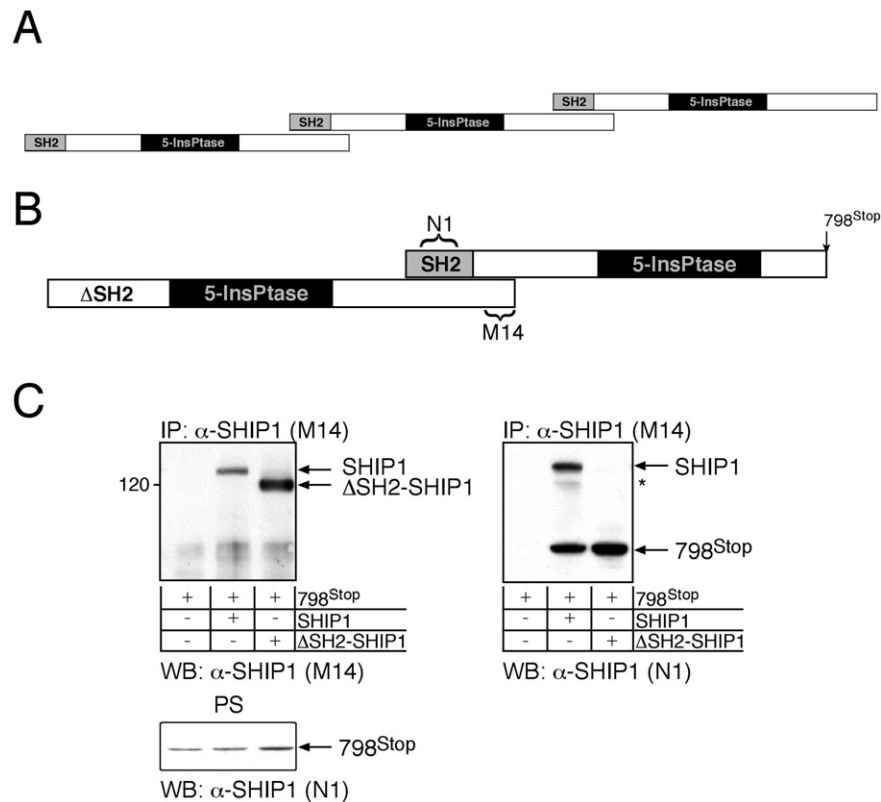 A
SH2 5-InsPtase
SH2 5-InsPtase
SH2 5-InsPtase
B
798Stop
N1
SH2 5-InsPtase
ΔSH2 5-InsPtase
M14
C
IP: α-SHIP1 (M14)
SHIP1
120
ΔSH2-SHIP1
+ + + 798Stop
- + - SHIP1
- - + ΔSH2-SHIP1
WB: α-SHIP1 (M14)
PS
798Stop
WB: α-SHIP1 (N1)
IP: α-SHIP1 (M14)
SHIP1
*
798Stop
+ + + 798Stop
- + - SHIP1
- - + ΔSH2-SHIP1
WB: α-SHIP1 (N1)